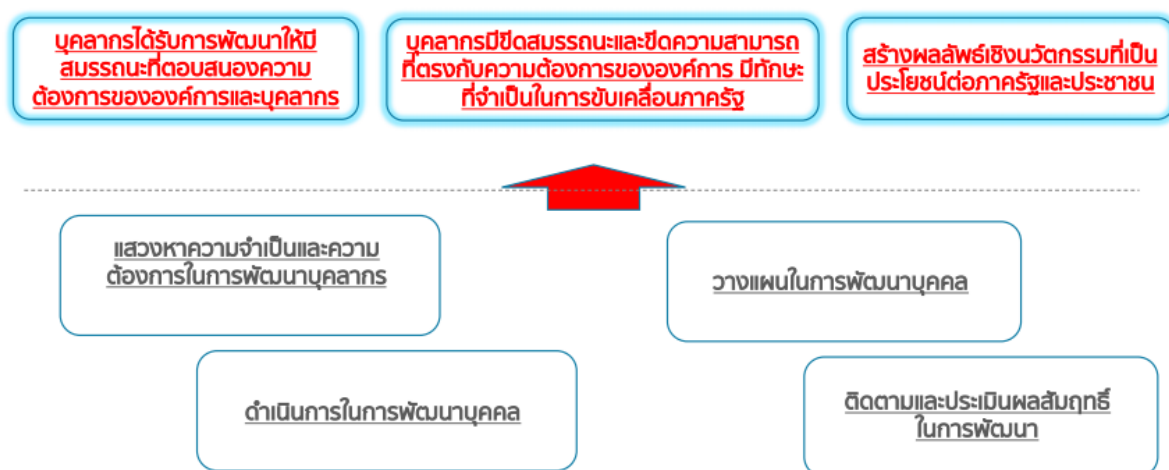 บุคลากรได้รับการพัฒนาให้มี
สมรรถนะที่ตอบสนองความ
ต้องการขององค์การและบุคลากร
บุคลากรมีขีดสมรรถนะและขีดความสามารถ
ที่ตรงกับความต้องการขององค์การ มีทักษะ
ที่จำเป็นในการขับเคลื่อนภาครัฐ
สร้างผลลัพธ์เชิงนวัตกรรมที่เป็น
ประโยชน์ต่อภาครัฐและประชาชน
แสวงหาความจำเป็นและความ
ต้องการในการพัฒนาบุคลากร
วางแผนในการพัฒนาบุคคล
ดำเนินการในการพัฒนาบุคคล
ติดตามและประเมินผลสัมฤทธิ์
ในการพัฒนา